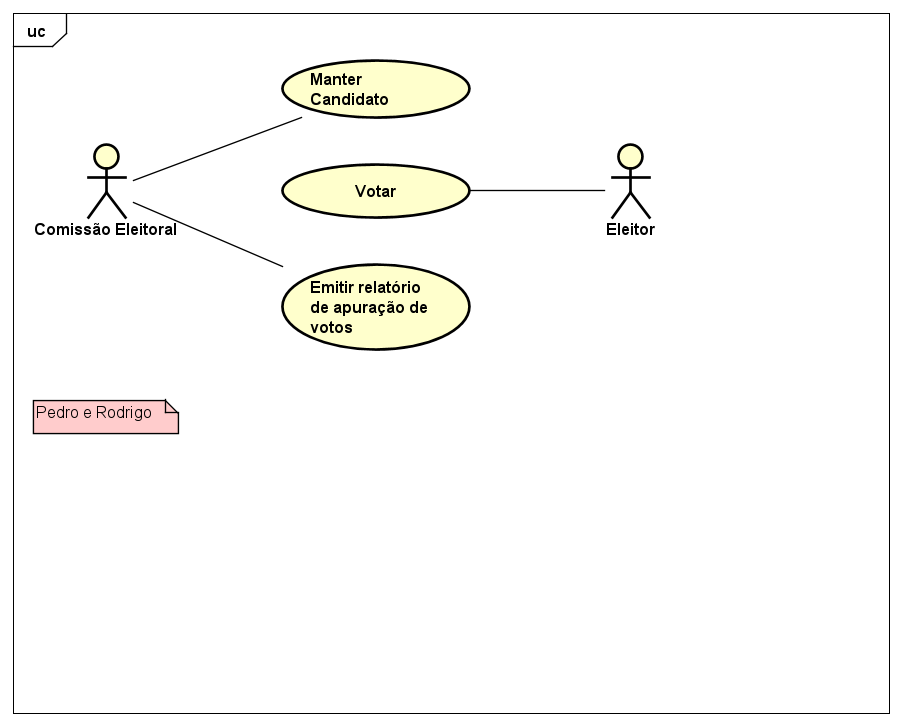 uc
Manter
Candidato
Votar
Comissão Eleitoral
Eleitor
Emitir relatório
de apuração de
votos
Pedro e Rodrigo